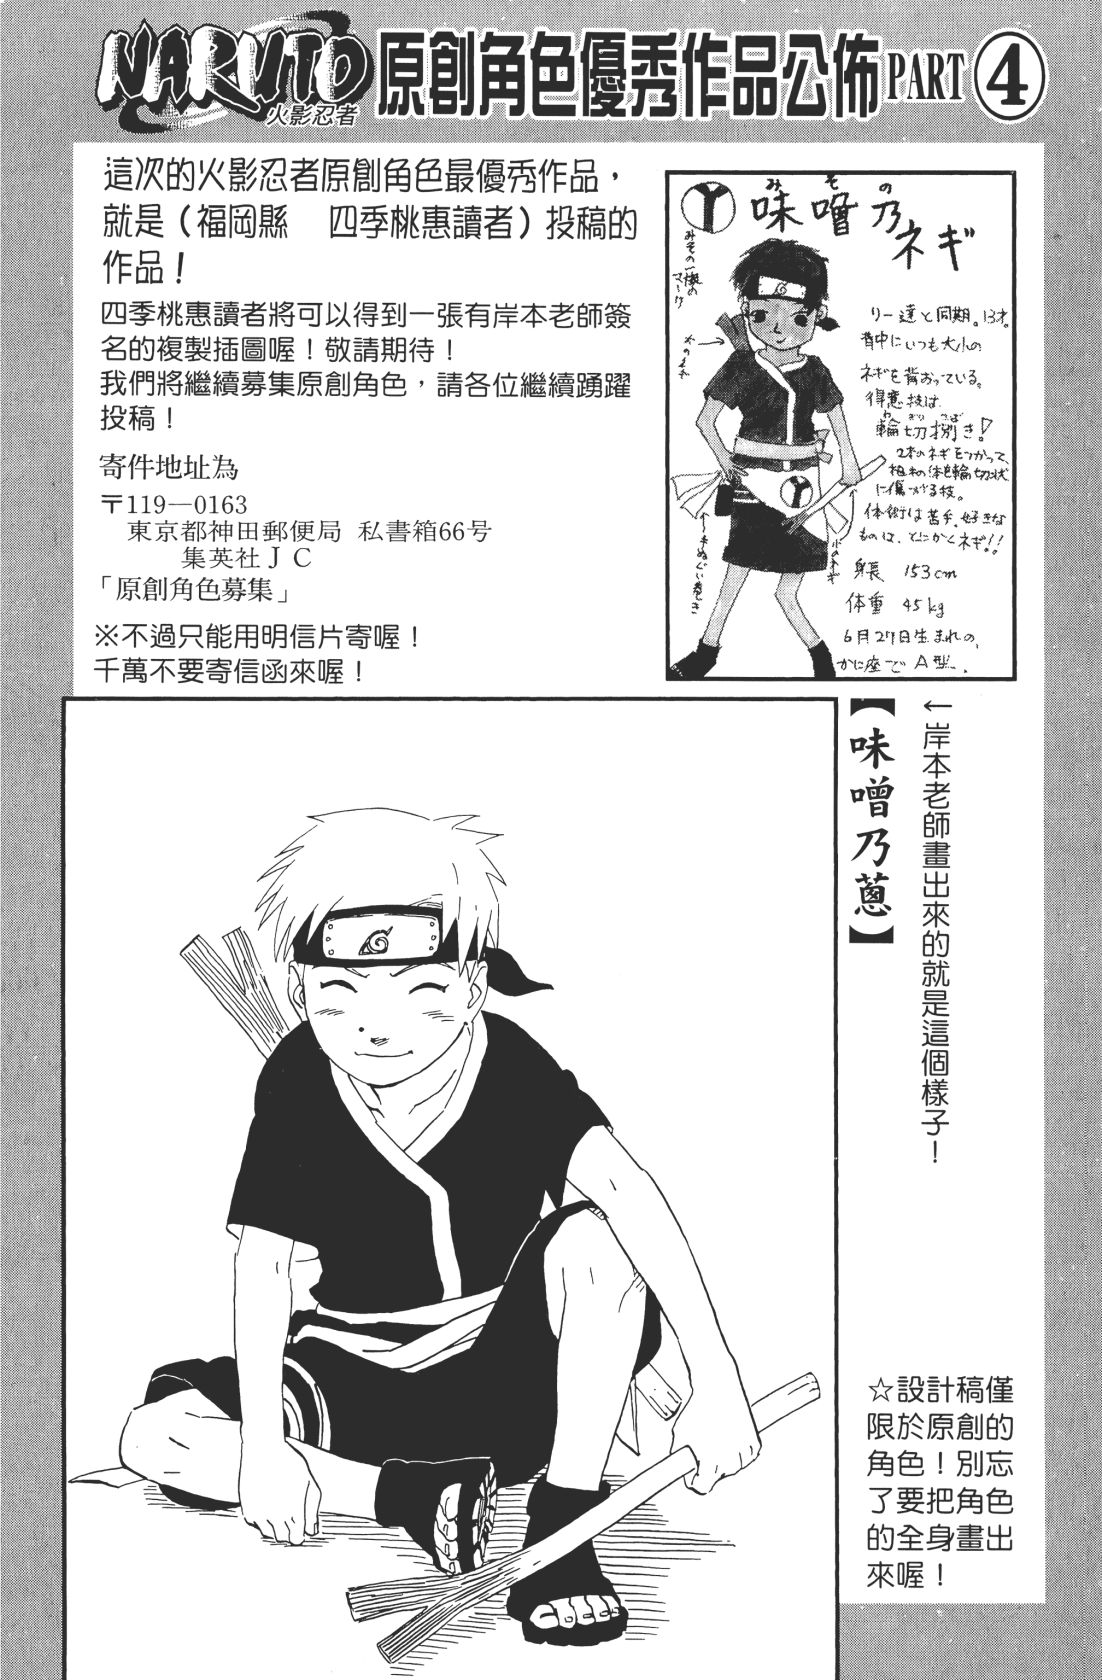 NARUTO
火影忍者
原創角色優秀作品公佈PART④
這次的火影忍者原創角色最優秀作品，
就是（福岡縣　四季桃惠讀者）投稿的
作品！
四季桃惠讀者將可以得到一張有岸本老師簽
名的複製插圖喔！敬請期待！
我們將繼續募集原創角色，請各位繼續踴躍
投稿！
寄件地址為
〒119—0163
東京都神田郵便局 私書箱66号
集英社ＪＣ
「原創角色募集」
※不過只能用明信片寄喔！
千萬不要寄信函來喔！
みその
味噌乃
ネギ
みその一族の
マーク
リー達と同期。13才。
背中にいつも大小の
ネギを背おっている。
得意技は
輪切捌き！
2本のネギをつかって、
相手の体を輪切状
に傷つける技。
体術は苦手。好きな
ものは、とにかくネギ!!
身長 153cm
体重 45kg
6月27日生まれの、
かに座で A型。
←岸本老師畫出來的就是這個樣子！
【味噌乃蔥】
☆設計稿僅
限於原創的
角色！別忘
了要把角色
的全身畫出
來喔！